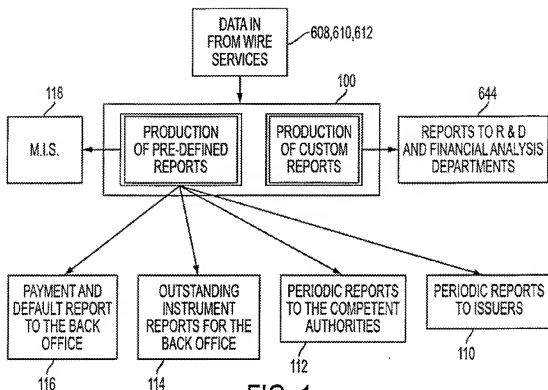 DATA IN
FROM WIRE
SERVICES
608,610,612
118
100
644
M.I.S.
PRODUCTION
OF PRE-DEFINED
REPORTS
PRODUCTION
OF CUSTOM
REPORTS
REPORTS TO R & D
AND FINANCIAL ANALYSIS
DEPARTMENTS
PAYMENT AND
DEFAULT REPORT
TO THE BACK
OFFICE
OUTSTANDING
INSTRUMENT
REPORTS FOR THE
BACK OFFICE
PERIODIC REPORTS
TO THE COMPETENT
AUTHORITIES
PERIODIC REPORTS
TO ISSUERS
116
114
112
110
FIG. 1